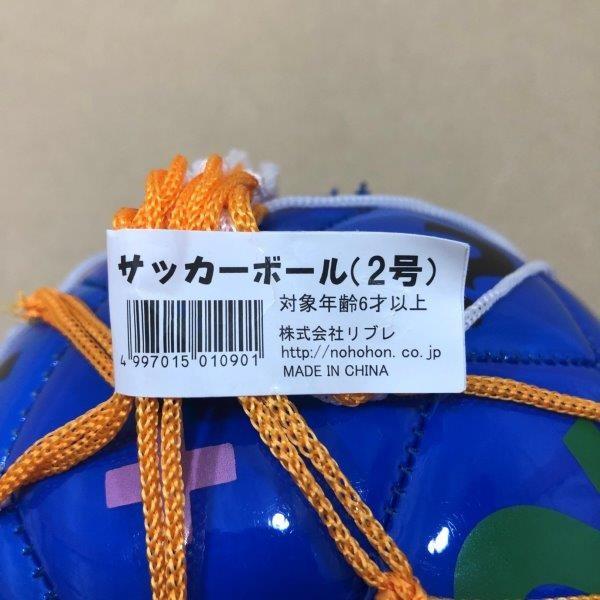 サッカーボール(2号)
対象年齢6才以上
株式会社リブレ
http://nohohon.co.jp
MADE IN CHINA
4 997015 010901